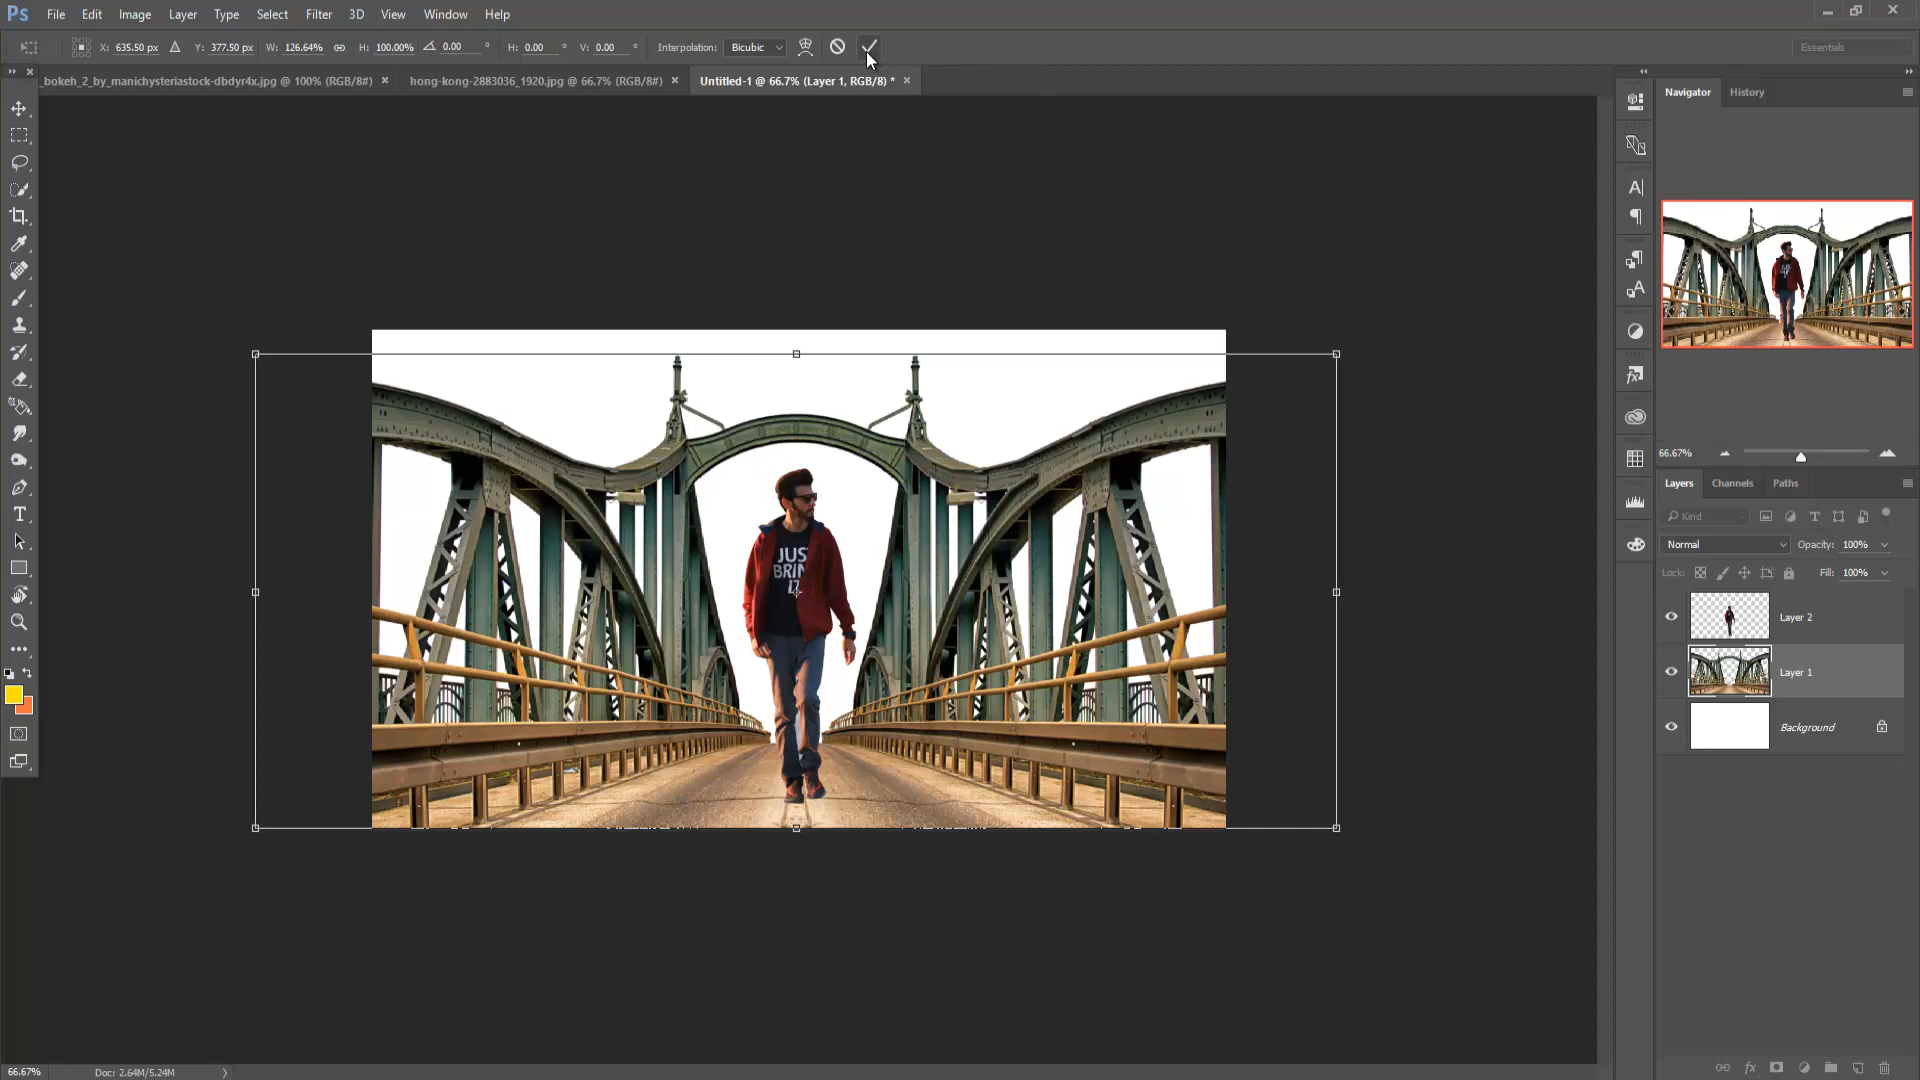 Ps File Edit Image Layer Type Select Filter 3D View Window Help
X: 635.50 px Y: 377.50 px W: 126.64% H: 100.00% 0.00 ° H: 0.00 ° V: 0.00 ° Interpolation: Bicubic Essentials
_bokeh_2_by_manichysteriastock-dbdyr4x.jpg @ 100% (RGB/8#) × hong-kong-2883036_1920.jpg @ 66.7% (RGB/8#) × Untitled-1 @ 66.7% (Layer 1, RGB/8) * ×
Navigator History
JUST
BRING
IT
66.67%
Layers Channels Paths
Kind
Normal Opacity: 100%
Lock: Fill: 100%
Layer 2
Layer 1
Background
66.67% Doc: 2.64M/5.24M